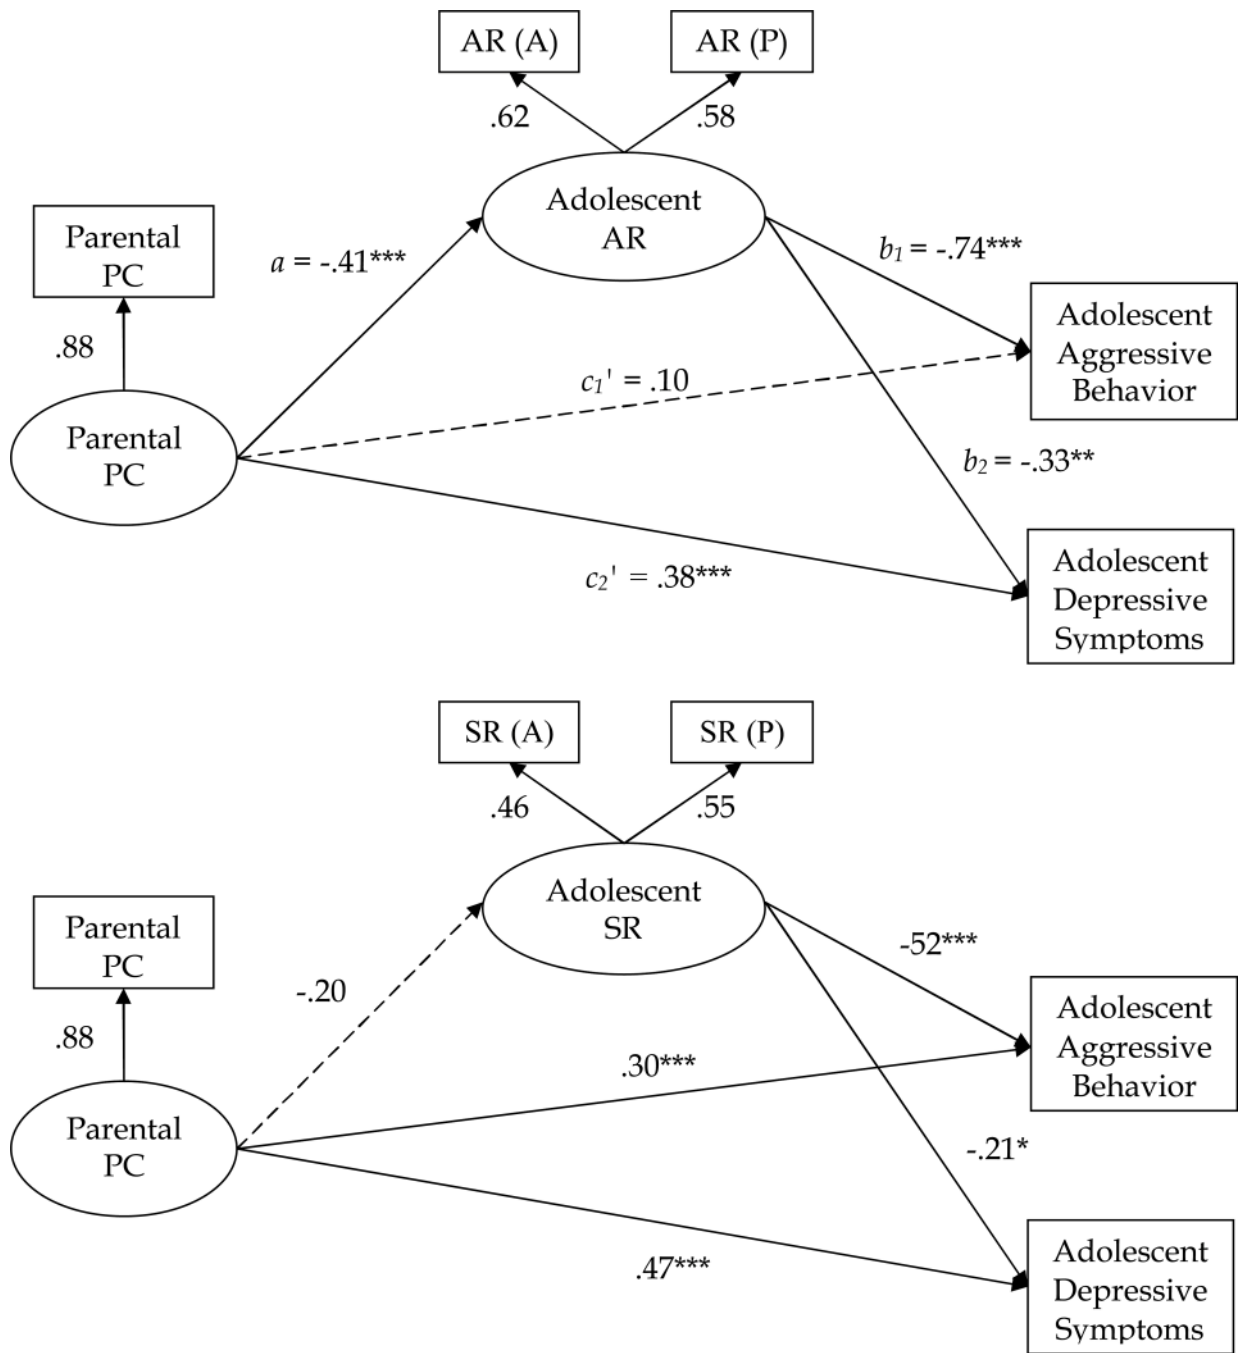 AR (A)
AR (P)
.62
.58
Adolescent
AR
Parental
PC
a = -.41***
b1 = -.74***
.88
Adolescent
Aggressive
Behavior
c1' = .10
Parental
PC
b2 = -.33**
c2' = .38***
Adolescent
Depressive
Symptoms
SR (A)
SR (P)
.46
.55
Adolescent
SR
Parental
PC
-52***
-.20
.88
Adolescent
Aggressive
Behavior
.30***
Parental
PC
-.21*
.47***
Adolescent
Depressive
Symptoms